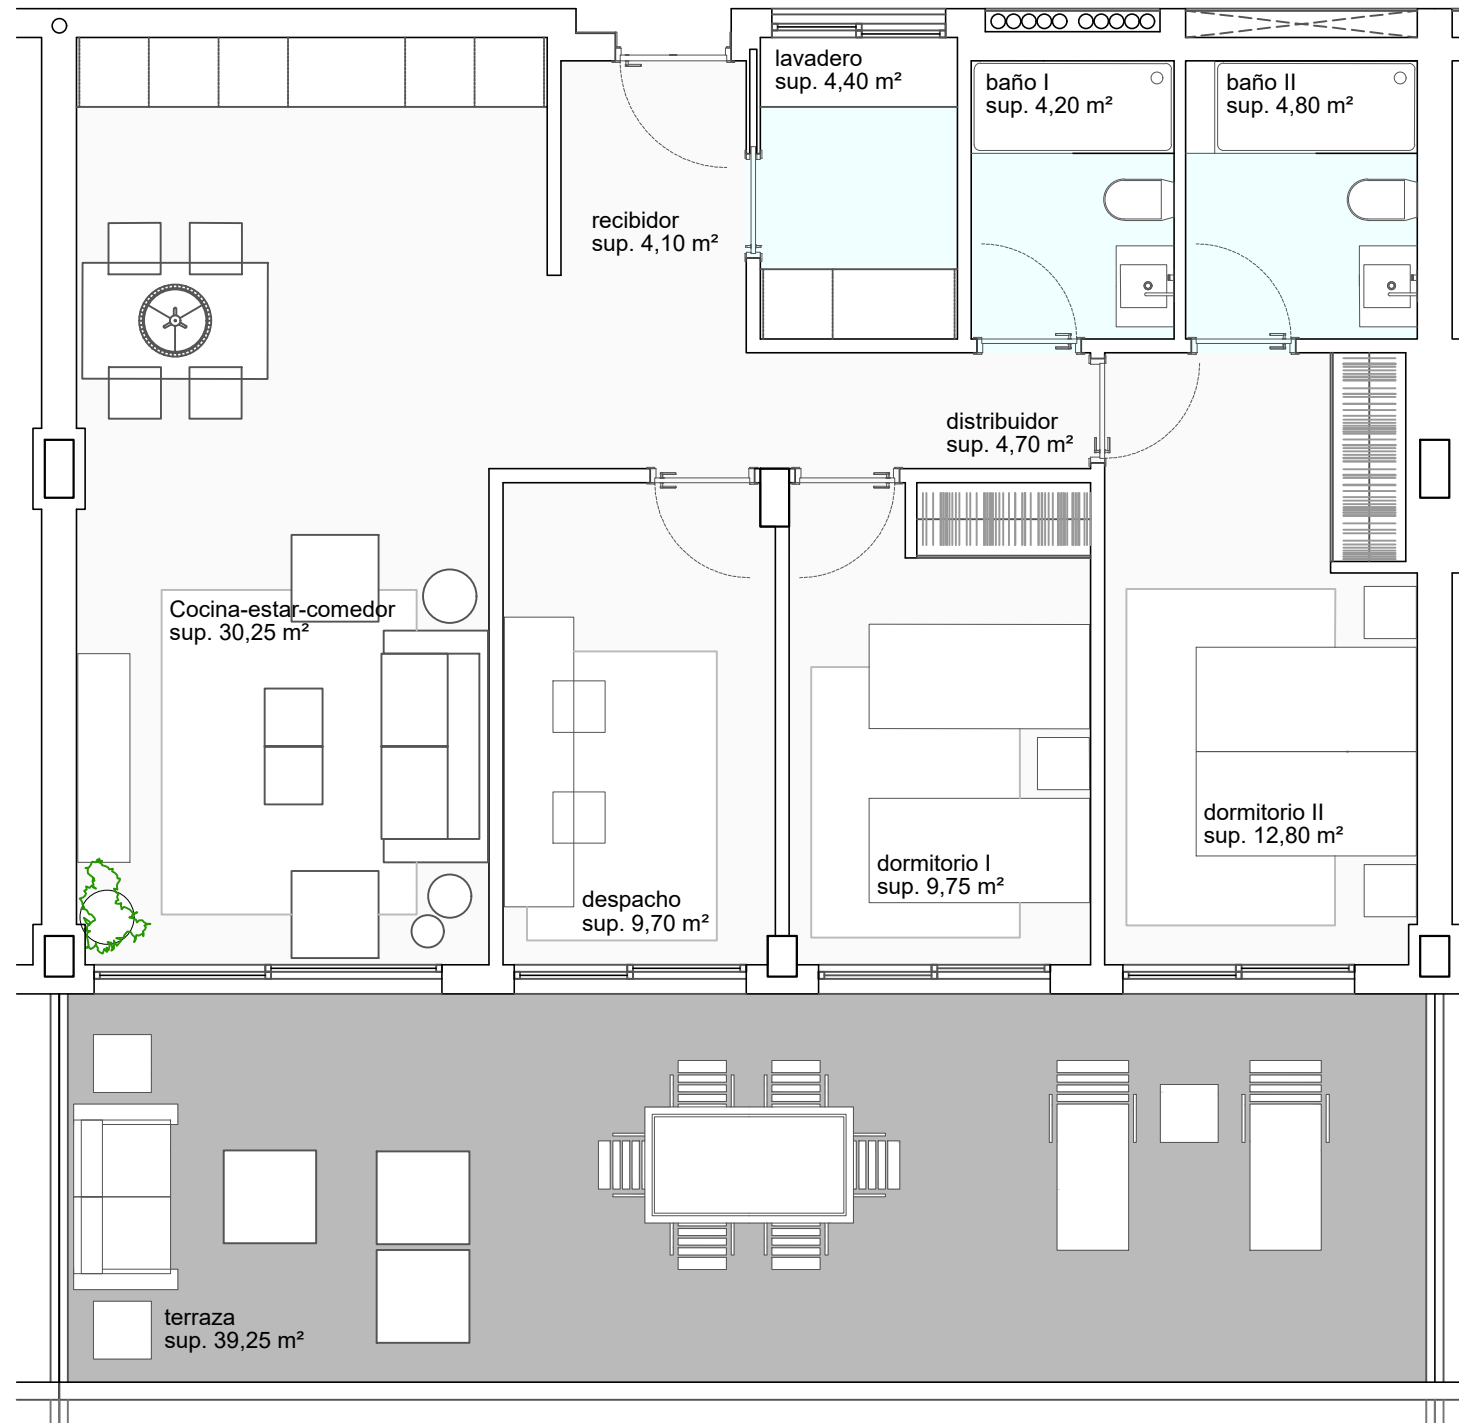 lavadero
sup. 4,40 m²
baño I
sup. 4,20 m²
baño II
sup. 4,80 m²
recibidor
sup. 4,10 m²
distribuidor
sup. 4,70 m²
Cocina-estar-comedor
sup. 30,25 m²
despacho
sup. 9,70 m²
dormitorio I
sup. 9,75 m²
dormitorio II
sup. 12,80 m²
terraza
sup. 39,25 m²